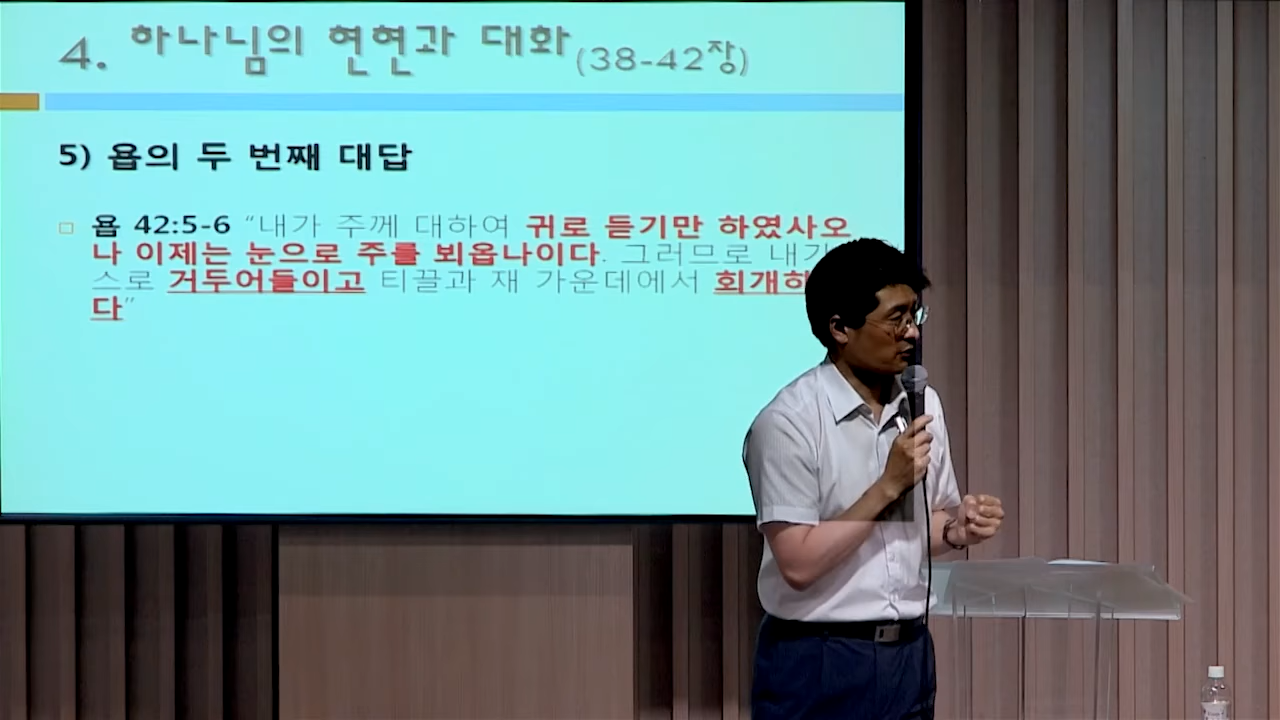 4. 하나님의 현현과 대화(38-42장)
5) 욥의 두 번째 대답
욥 42:5-6 “내가 주께 대하여 귀로 듣기만 하였사오
나 이제는 눈으로 주를 뵈옵나이다. 그러므로 내가
스로 거두어들이고 티끌과 재 가운데에서 회개하
다”